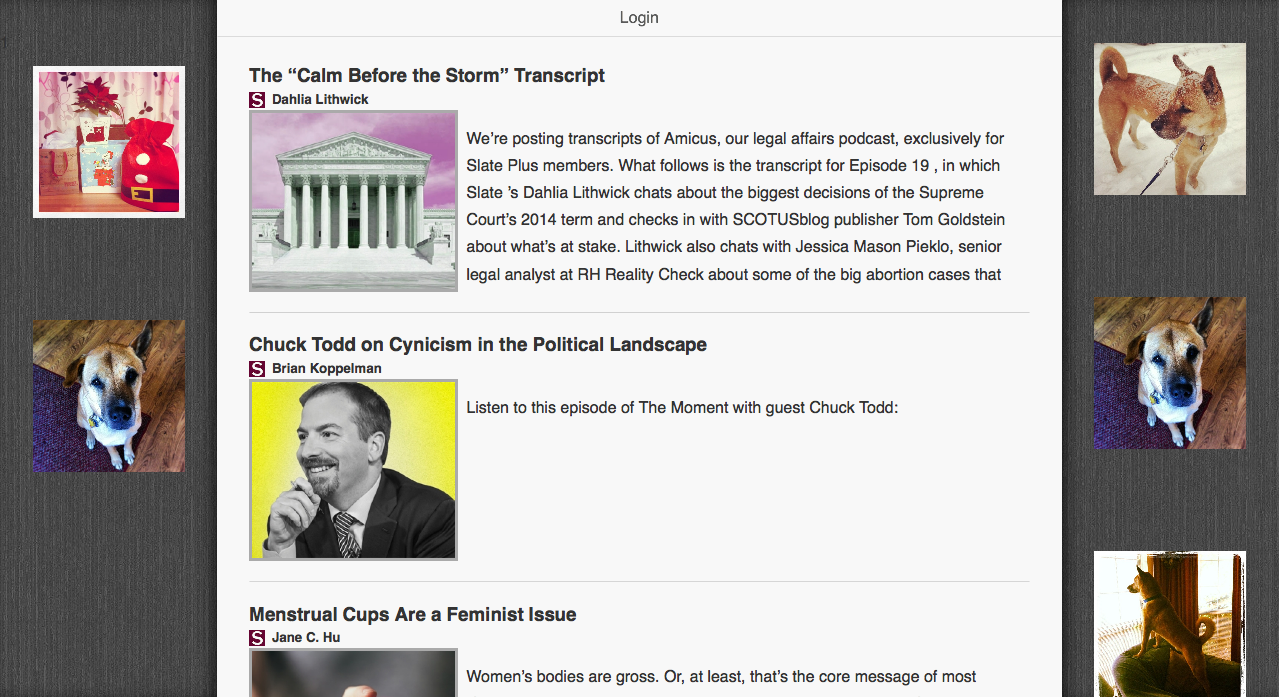 Login
The “Calm Before the Storm” Transcript
S Dahlia Lithwick
We’re posting transcripts of Amicus, our legal affairs podcast, exclusively for
Slate Plus members. What follows is the transcript for Episode 19 , in which
Slate ’s Dahlia Lithwick chats about the biggest decisions of the Supreme
Court’s 2014 term and checks in with SCOTUSblog publisher Tom Goldstein
about what’s at stake. Lithwick also chats with Jessica Mason Pieklo, senior
legal analyst at RH Reality Check about some of the big abortion cases that
Chuck Todd on Cynicism in the Political Landscape
S Brian Koppelman
Listen to this episode of The Moment with guest Chuck Todd:
Menstrual Cups Are a Feminist Issue
S Jane C. Hu
Women’s bodies are gross. Or, at least, that’s the core message of most